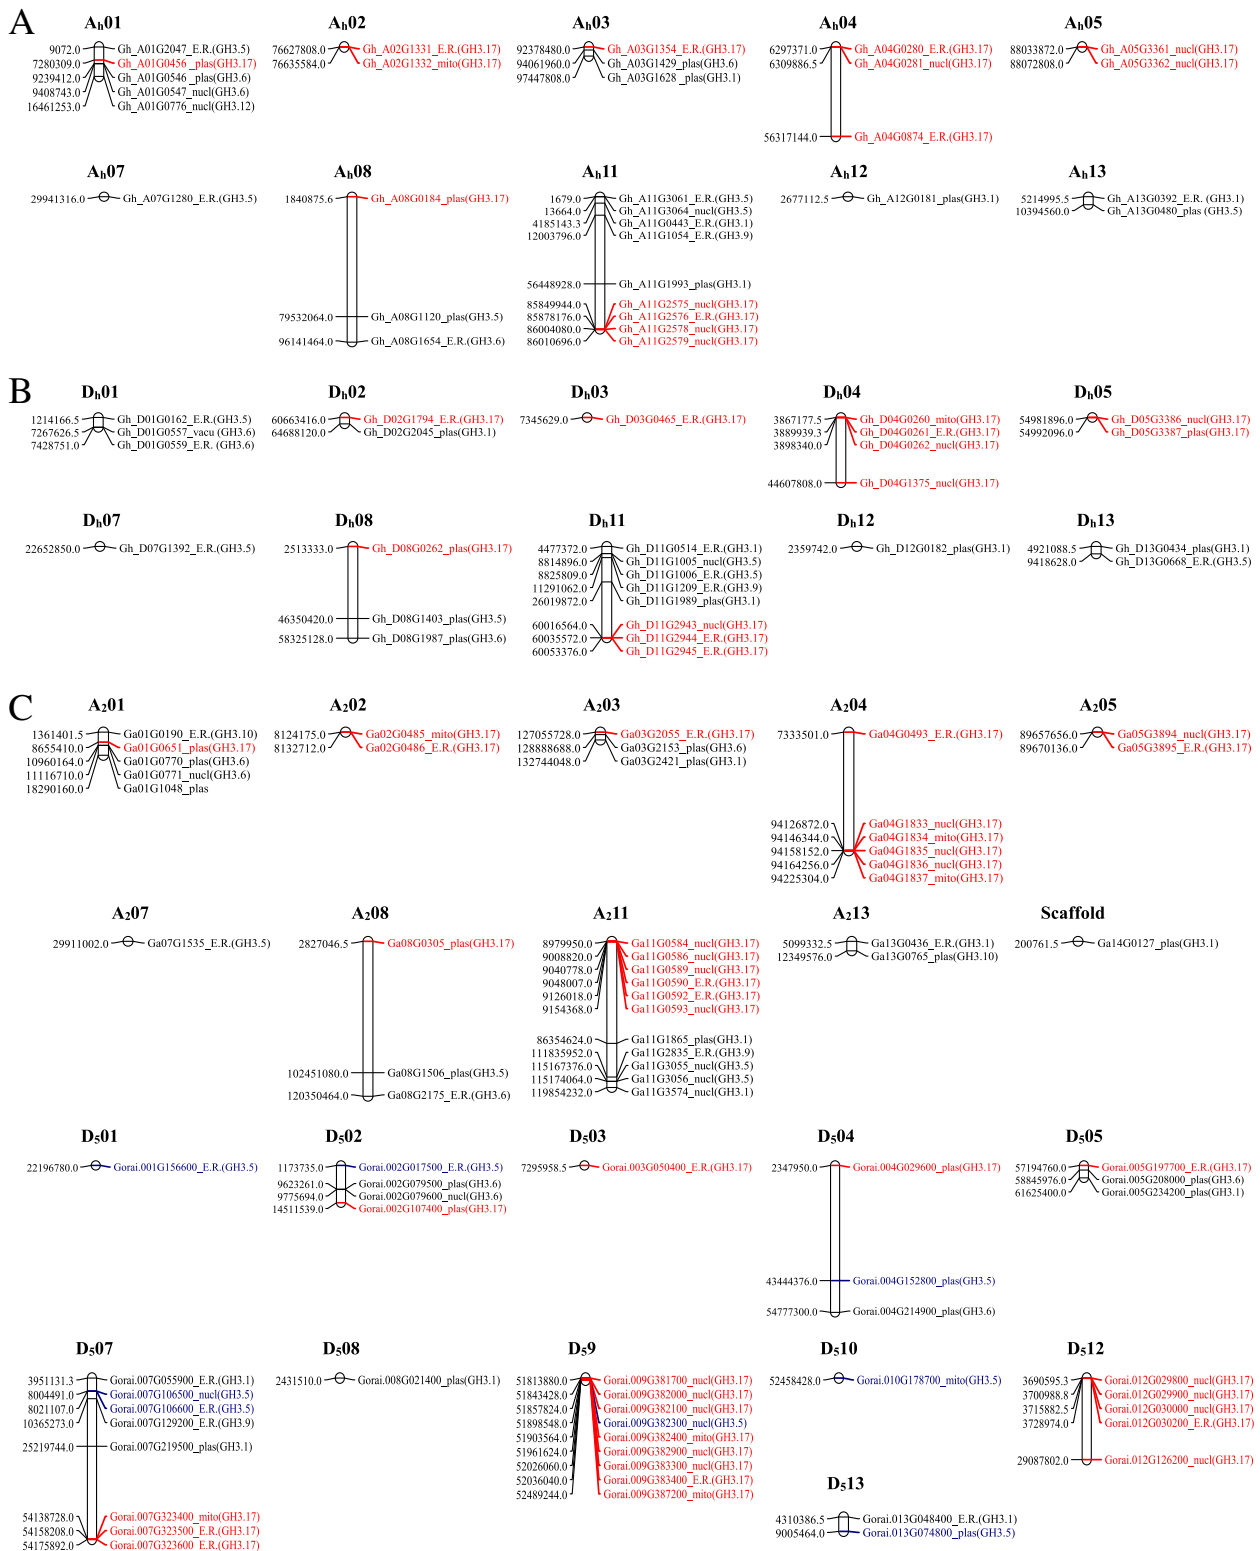 A
Ah01
9072.0 Gh_A01G2047_E.R.(GH3.5)
7280309.0 Gh_A01G0456_plas(GH3.17)
9239412.0 Gh_A01G0546_plas(GH3.6)
9408743.0 Gh_A01G0547_nucl(GH3.6)
16461253.0 Gh_A01G0776_nucl(GH3.12)
Ah02
76627808.0 Gh_A02G1331_E.R.(GH3.17)
76635584.0 Gh_A02G1332_mito(GH3.17)
Ah03
92378480.0 Gh_A03G1354_E.R.(GH3.17)
94061960.0 Gh_A03G1429_plas(GH3.6)
97447808.0 Gh_A03G1628_plas(GH3.1)
Ah04
6297371.0 Gh_A04G0280_E.R.(GH3.17)
6309886.5 Gh_A04G0281_nucl(GH3.17)
56317144.0 Gh_A04G0874_E.R.(GH3.17)
Ah05
88033872.0 Gh_A05G3361_nucl(GH3.17)
88072808.0 Gh_A05G3362_nucl(GH3.17)
Ah07
29941316.0 Gh_A07G1280_E.R.(GH3.5)
Ah08
1840875.6 Gh_A08G0184_plas(GH3.17)
79532064.0 Gh_A08G1120_plas(GH3.5)
96141464.0 Gh_A08G1654_E.R.(GH3.6)
Ah11
1679.0 Gh_A11G3061_E.R.(GH3.5)
13664.0 Gh_A11G3064_nucl(GH3.5)
4185143.3 Gh_A11G0443_E.R.(GH3.1)
12003796.0 Gh_A11G1054_E.R.(GH3.9)
56448928.0 Gh_A11G1993_plas(GH3.1)
85849944.0 Gh_A11G2575_nucl(GH3.17)
85878176.0 Gh_A11G2576_E.R.(GH3.17)
86004080.0 Gh_A11G2578_nucl(GH3.17)
86010696.0 Gh_A11G2579_nucl(GH3.17)
Ah12
2677112.5 Gh_A12G0181_plas(GH3.1)
Ah13
5214995.5 Gh_A13G0392_E.R. (GH3.1)
10394560.0 Gh_A13G0480_plas (GH3.5)
B
Dh01
1214166.5 Gh_D01G0162_E.R.(GH3.5)
7267626.5 Gh_D01G0557_vacu (GH3.6)
7428751.0 Gh_D01G0559_E.R. (GH3.6)
Dh02
60663416.0 Gh_D02G1794_E.R.(GH3.17)
64688120.0 Gh_D02G2045_plas(GH3.1)
Dh03
7345629.0 Gh_D03G0465_E.R.(GH3.17)
Dh04
3867177.5 Gh_D04G0260_mito(GH3.17)
3889939.3 Gh_D04G0261_E.R.(GH3.17)
3898340.0 Gh_D04G0262_nucl(GH3.17)
44607808.0 Gh_D04G1375_nucl(GH3.17)
Dh05
54981896.0 Gh_D05G3386_nucl(GH3.17)
54992096.0 Gh_D05G3387_plas(GH3.17)
Dh07
22652850.0 Gh_D07G1392_E.R.(GH3.5)
Dh08
2513333.0 Gh_D08G0262_plas(GH3.17)
46350420.0 Gh_D08G1403_plas(GH3.5)
58325128.0 Gh_D08G1987_plas(GH3.6)
Dh11
4477372.0 Gh_D11G0514_E.R.(GH3.1)
8814896.0 Gh_D11G1005_nucl(GH3.5)
8825809.0 Gh_D11G1006_E.R.(GH3.5)
11291062.0 Gh_D11G1209_E.R.(GH3.9)
26019872.0 Gh_D11G1989_plas(GH3.1)
60016564.0 Gh_D11G2943_nucl(GH3.17)
60035572.0 Gh_D11G2944_E.R.(GH3.17)
60053376.0 Gh_D11G2945_E.R.(GH3.17)
Dh12
2359742.0 Gh_D12G0182_plas(GH3.1)
Dh13
4921088.5 Gh_D13G0434_plas(GH3.1)
9418628.0 Gh_D13G0668_E.R.(GH3.5)
C
A201
1361401.5 Ga01G0190_E.R.(GH3.10)
8655410.0 Ga01G0651_plas(GH3.17)
10960164.0 Ga01G0770_plas(GH3.6)
11116710.0 Ga01G0771_nucl(GH3.6)
18290160.0 Ga01G1048_plas
A202
8124175.0 Ga02G0485_mito(GH3.17)
8132712.0 Ga02G0486_E.R.(GH3.17)
A203
127055728.0 Ga03G2055_E.R.(GH3.17)
128888688.0 Ga03G2153_plas(GH3.6)
132744048.0 Ga03G2421_plas(GH3.1)
A204
7333501.0 Ga04G0493_E.R.(GH3.17)
94126872.0 Ga04G1833_nucl(GH3.17)
94146344.0 Ga04G1834_mito(GH3.17)
94158152.0 Ga04G1835_nucl(GH3.17)
94164256.0 Ga04G1836_nucl(GH3.17)
94225304.0 Ga04G1837_mito(GH3.17)
A205
89657656.0 Ga05G3894_nucl(GH3.17)
89670136.0 Ga05G3895_E.R.(GH3.17)
A207
29911002.0 Ga07G1535_E.R.(GH3.5)
A208
2827046.5 Ga08G0305_plas(GH3.17)
102451080.0 Ga08G1506_plas(GH3.5)
120350464.0 Ga08G2175_E.R.(GH3.6)
A211
8979950.0 Ga11G0584_nucl(GH3.17)
9008820.0 Ga11G0586_nucl(GH3.17)
9040778.0 Ga11G0589_nucl(GH3.17)
9048007.0 Ga11G0590_E.R.(GH3.17)
9126018.0 Ga11G0592_E.R.(GH3.17)
9154368.0 Ga11G0593_nucl(GH3.17)
86354624.0 Ga11G1865_plas(GH3.1)
111835952.0 Ga11G2835_E.R.(GH3.9)
115167376.0 Ga11G3055_nucl(GH3.5)
115174064.0 Ga11G3056_nucl(GH3.5)
119854232.0 Ga11G3574_nucl(GH3.1)
A213
5099332.5 Ga13G0436_E.R.(GH3.1)
12349576.0 Ga13G0765_plas(GH3.10)
Scaffold
200761.5 Ga14G0127_plas(GH3.1)
D501
22196780.0 Gorai.001G156600_E.R.(GH3.5)
D502
1173735.0 Gorai.002G017500_E.R.(GH3.5)
9623261.0 Gorai.002G079500_plas(GH3.6)
9775694.0 Gorai.002G079600_nucl(GH3.6)
14511539.0 Gorai.002G107400_plas(GH3.17)
D503
7295958.5 Gorai.003G050400_E.R.(GH3.17)
D504
2347950.0 Gorai.004G029600_plas(GH3.17)
43444376.0 Gorai.004G152800_plas(GH3.5)
54777300.0 Gorai.004G214900_plas(GH3.6)
D505
57194760.0 Gorai.005G197700_E.R.(GH3.17)
58845976.0 Gorai.005G208000_plas(GH3.6)
61625400.0 Gorai.005G234200_plas(GH3.1)
D507
3951131.3 Gorai.007G055900_E.R.(GH3.1)
8004491.0 Gorai.007G106500_nucl(GH3.5)
8021107.0 Gorai.007G106600_E.R.(GH3.5)
10365273.0 Gorai.007G129200_E.R.(GH3.9)
25219744.0 Gorai.007G219500_plas(GH3.1)
54138728.0 Gorai.007G323400_mito(GH3.17)
54158208.0 Gorai.007G323500_E.R.(GH3.17)
54175892.0 Gorai.007G323600_E.R.(GH3.17)
D508
2431510.0 Gorai.008G021400_plas(GH3.1)
D59
51813880.0 Gorai.009G381700_nucl(GH3.17)
51843428.0 Gorai.009G382000_nucl(GH3.17)
51857824.0 Gorai.009G382100_nucl(GH3.17)
51898548.0 Gorai.009G382300_nucl(GH3.5)
51903564.0 Gorai.009G382400_mito(GH3.17)
51961624.0 Gorai.009G382900_nucl(GH3.17)
52026060.0 Gorai.009G383300_nucl(GH3.17)
52036040.0 Gorai.009G383400_E.R.(GH3.17)
52489244.0 Gorai.009G387200_mito(GH3.17)
D510
52458428.0 Gorai.010G178700_mito(GH3.5)
D512
3690595.3 Gorai.012G029800_nucl(GH3.17)
3700988.8 Gorai.012G029900_nucl(GH3.17)
3715882.5 Gorai.012G030000_nucl(GH3.17)
3728974.0 Gorai.012G030200_E.R.(GH3.17)
29087802.0 Gorai.012G126200_nucl(GH3.17)
D513
4310386.5 Gorai.013G048400_E.R.(GH3.1)
9005464.0 Gorai.013G074800_plas(GH3.5)